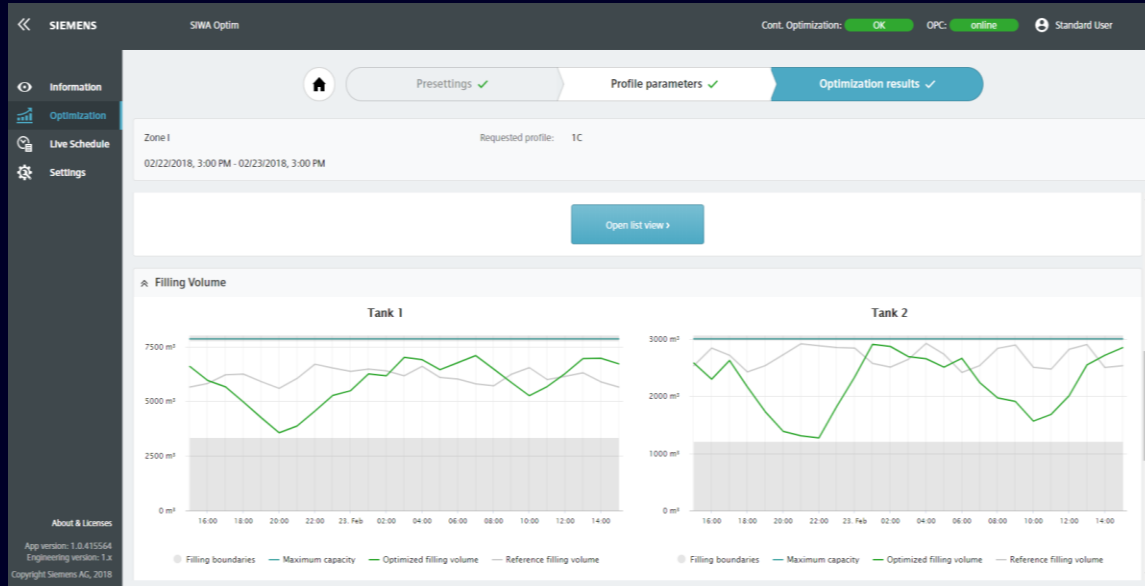 SIEMENS
SIWA Optim
Cont. Optimization: OK OPC: online Standard User
Information
Optimization
Live Schedule
Settings
Presettings
Profile parameters
Optimization results
Zone I
Requested profile: 1C
02/22/2018, 3:00 PM - 02/23/2018, 3:00 PM
Open list view ›
Filling Volume
Tank 1
7500 m³
5000 m³
2500 m³
0 m³
16:00 18:00 20:00 22:00 23. Feb 02:00 04:00 06:00 08:00 10:00 12:00 14:00
Filling boundaries Maximum capacity Optimized filling volume Reference filling volume
Tank 2
3000 m³
2000 m³
1000 m³
0 m³
16:00 18:00 20:00 22:00 23. Feb 02:00 04:00 06:00 08:00 10:00 12:00 14:00
Filling boundaries Maximum capacity Optimized filling volume Reference filling volume
About & Licenses
App version: 1.0.415564
Engineering version: 1.x
Copyright Siemens AG, 2018